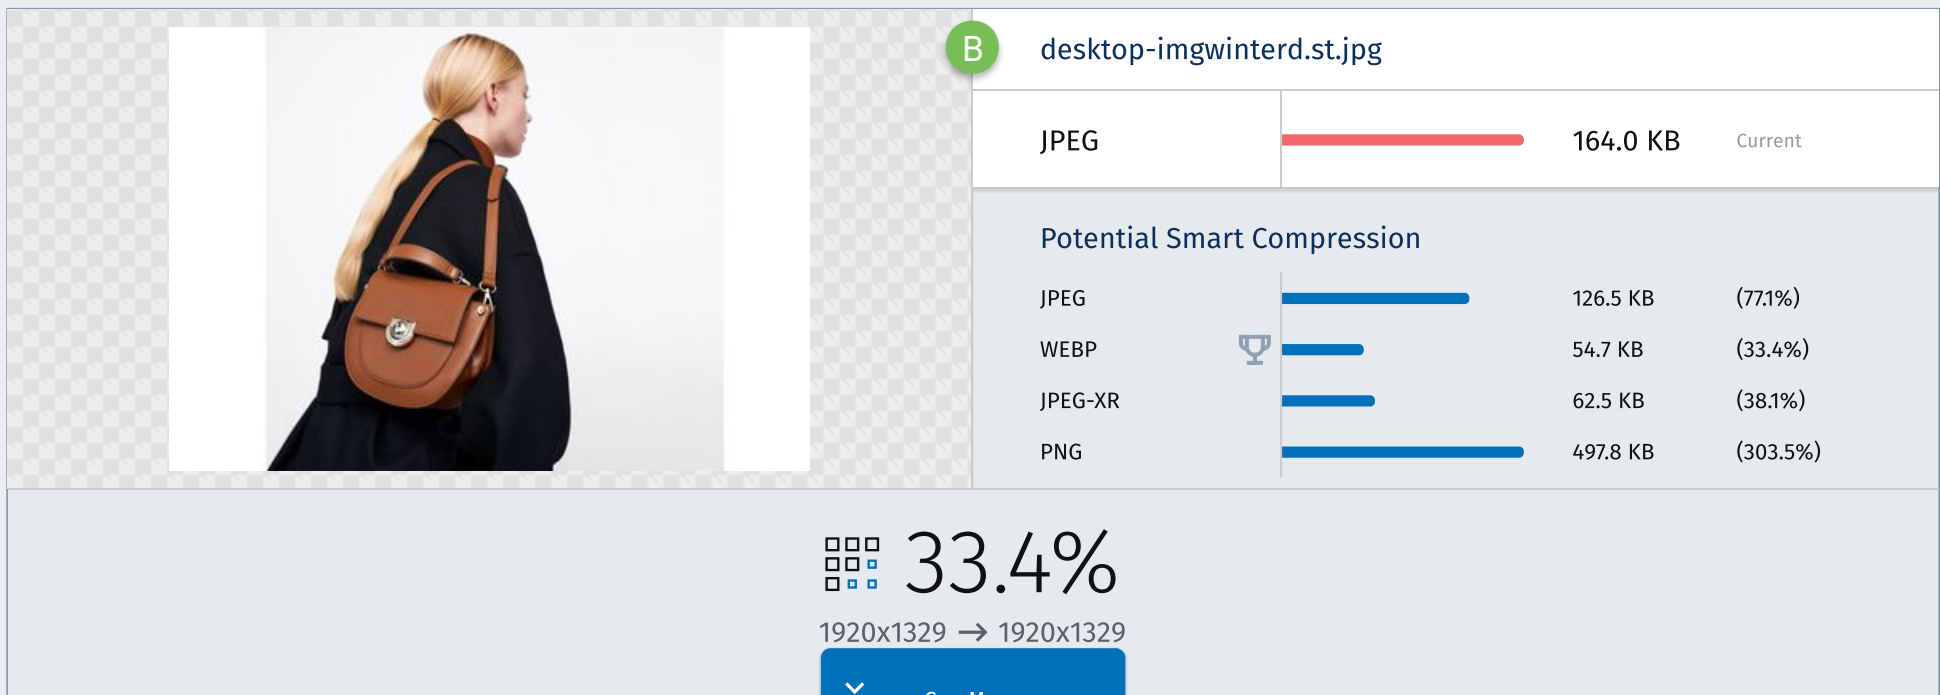 B
desktop-imgwinterd.st.jpg
JPEG 164.0 KB Current
Potential Smart Compression
JPEG 126.5 KB (77.1%)
WEBP 54.7 KB (33.4%)
JPEG-XR 62.5 KB (38.1%)
PNG 497.8 KB (303.5%)
33.4%
1920x1329 → 1920x1329